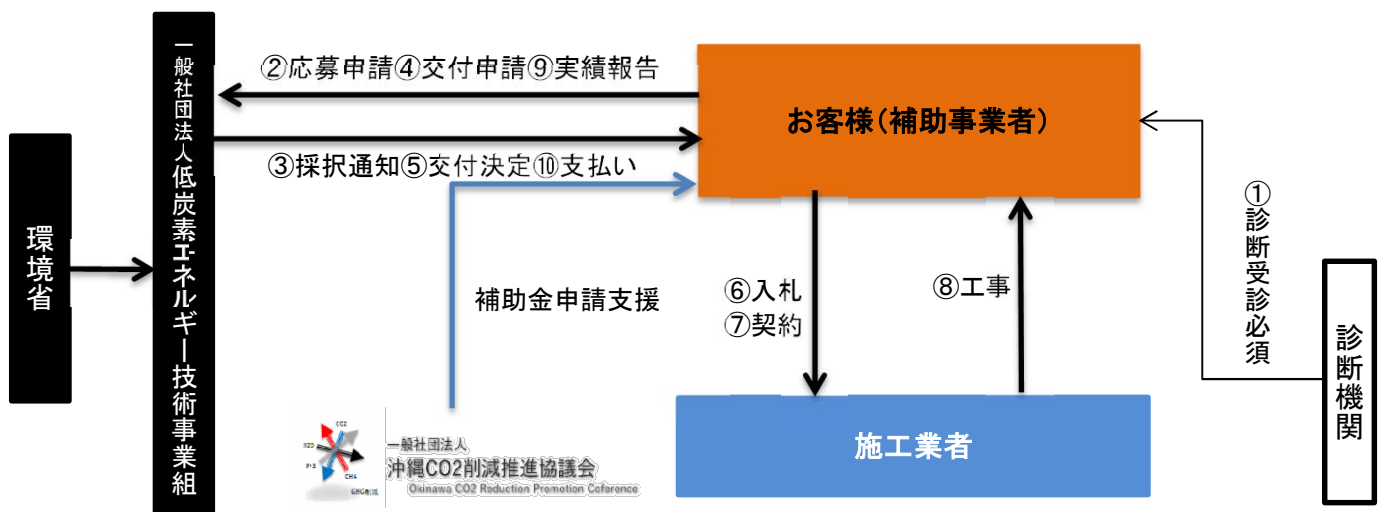 環境省
一般社団法人低炭素エネルギー技術事業組
②応募申請④交付申請⑨実績報告
③採択通知⑤交付決定⑩支払い
お客様(補助事業者)
①診断受診必須
診断機関
補助金申請支援
⑥入札
⑦契約
⑧工事
施工業者
CO2
N2O
CH4
一般社団法人
沖縄CO2削減推進協議会
Okinawa CO2 Reduction Promotion Coference